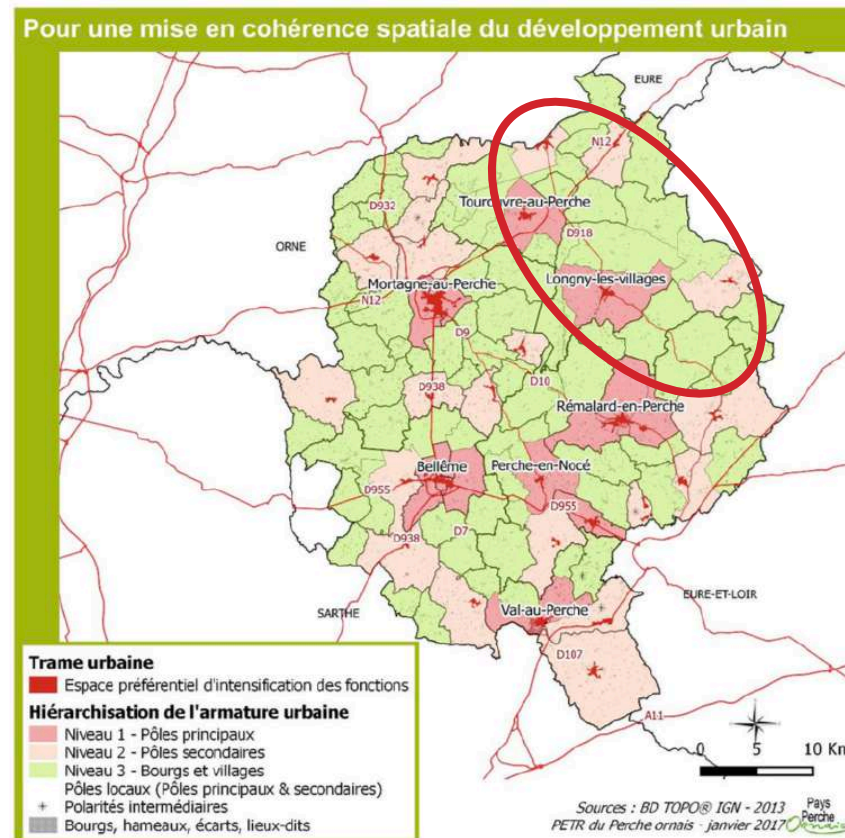 Pour une mise en cohérence spatiale du développement urbain
EURE
N12
Tourouvre-au-Perche
D932
D918
ORNE
Mortagne-au-Perche
Longny-les-villages
N12
D9
D10
D938
Rémalard-en-Perche
Bellême
Perche-en-Nocé
D955
D955
D938
D7
EURE-ET-LOIR
SARTHE
Val-au-Perche
D107
A11
Trame urbaine
Espace préférentiel d'intensification des fonctions
Hiérarchisation de l'armature urbaine
Niveau 1 - Pôles principaux
Niveau 2 - Pôles secondaires
Niveau 3 - Bourgs et villages
Pôles locaux (Pôles principaux & secondaires)
Polarités intermédiaires
Bourgs, hameaux, écarts, lieux-dits
0 5 10 Km
Sources : BD TOPO® IGN - 2013
PETR du Perche ornais - janvier 2017
Pays
Perche
Ornais